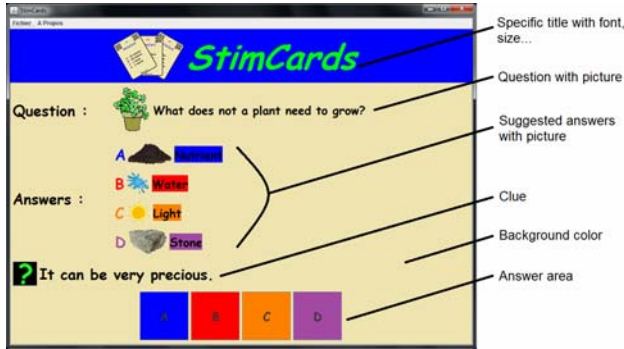 StimCards
Fichier A Propos
StimCards
Specific title with font,
size...
Question :
What does not a plant need to grow?
Question with picture
Suggested answers
with picture
A Nutrient
B Water
Answers :
C Light
D Stone
Clue
Background color
? It can be very precious.
Answer area
A B C D